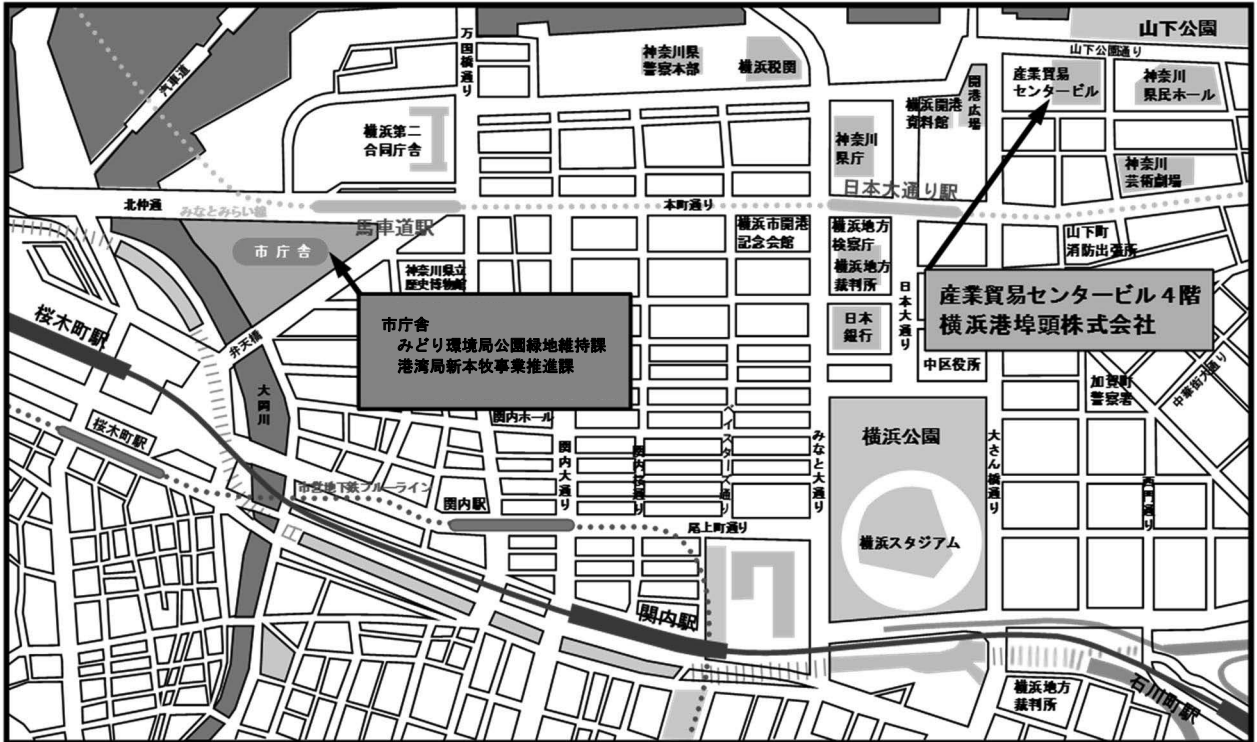 山下公園
山下公園通り
万国橋通り
神奈川県
警察本部
横浜税関
開港広場
産業貿易
センタービル
神奈川
県民ホール
汽車道
横浜第二
合同庁舎
横浜開港
資料館
神奈川
県庁
神奈川
芸術劇場
日本大通り駅
北仲通
みなとみらい線
馬車道駅
本町通り
横浜市開港
記念会館
横浜地方
検察庁
横浜地方
裁判所
山下町
消防出張所
市庁舎
神奈川県立
歴史博物館
日本大通り
産業貿易センタービル4階
横浜港埠頭株式会社
市庁舎
みどり環境局公園緑地維持課
港湾局新本牧事業推進課
桜木町駅
弁天橋
日本
銀行
中区役所
加賀町
警察署
中華街大通り
大岡川
関内ホール
桜木町駅
関内大通り
関内桜通り
ベイスターズ通り
みなと大通り
横浜公園
大さん橋通り
西門通り
市営地下鉄ブルーライン
関内駅
尾上町通り
横浜スタジアム
関内駅
横浜地方
裁判所
石川町駅